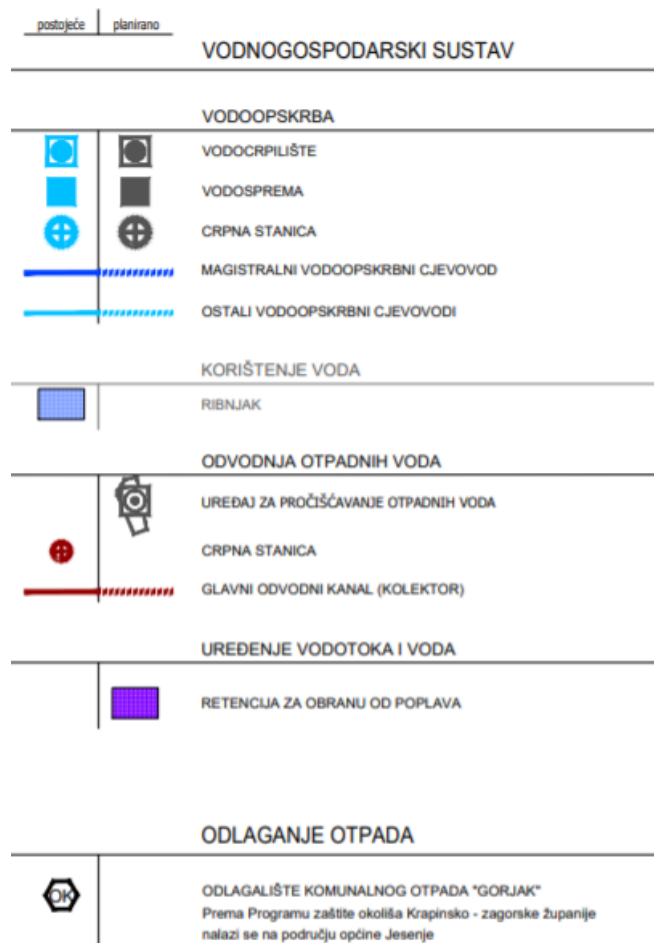 postojeće planirano
VODNOGOSPODARSKI SUSTAV
VODOOPSKRBA
VODOCRPILIŠTE
VODOSPREMA
CRPNA STANICA
MAGISTRALNI VODOOPSKRBNI CJEVOVOD
OSTALI VODOOPSKRBNI CJEVOVODI
KORIŠTENJE VODA
RIBNJAK
ODVODNJA OTPADNIH VODA
UREĐAJ ZA PROČIŠĆAVANJE OTPADNIH VODA
CRPNA STANICA
GLAVNI ODVODNI KANAL (KOLEKTOR)
UREĐENJE VODOTOKA I VODA
RETENCIJA ZA OBRANU OD POPLAVA
ODLAGANJE OTPADA
OK ODLAGALIŠTE KOMUNALNOG OTPADA "GORJAK"
Prema Programu zaštite okoliša Krapinsko - zagorske županije
nalazi se na području općine Jesenje